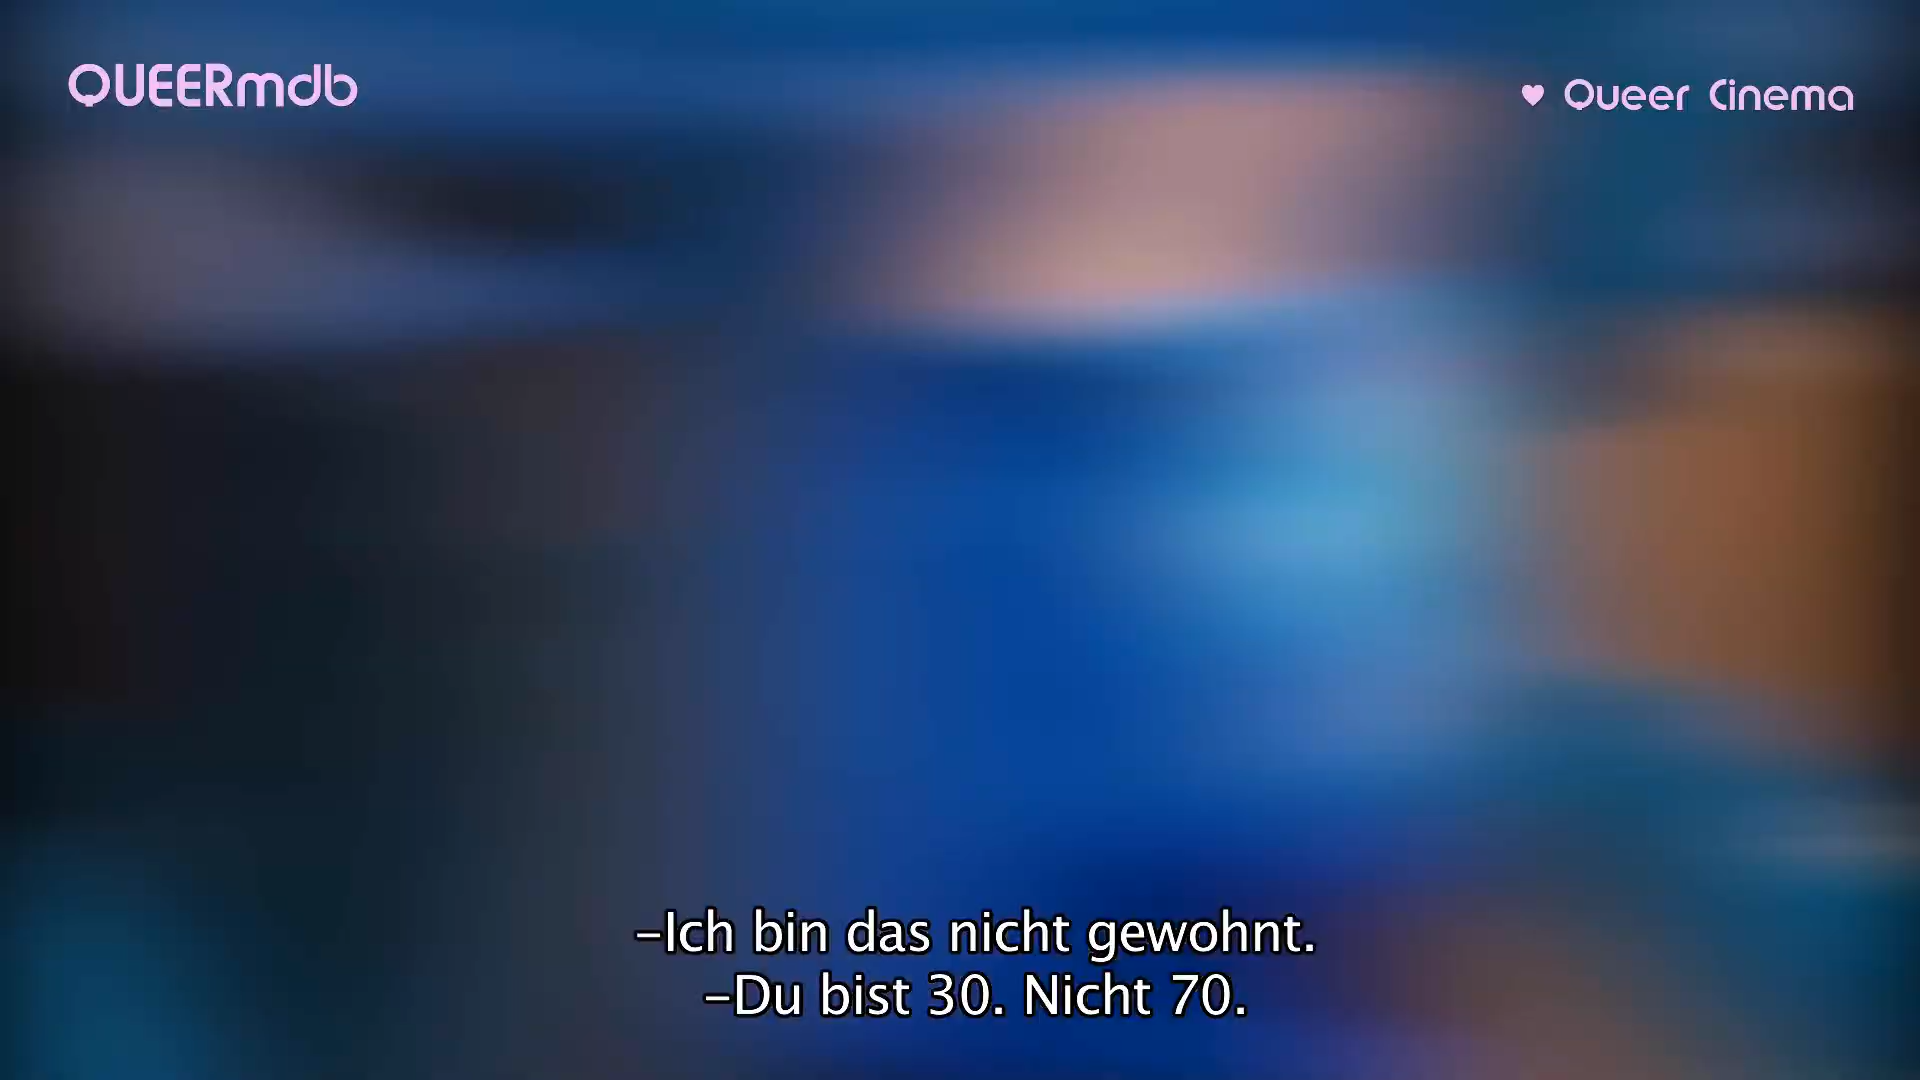 QUEERmdb
♥ Queer Cinema
–Ich bin das nicht gewohnt.
–Du bist 30. Nicht 70.